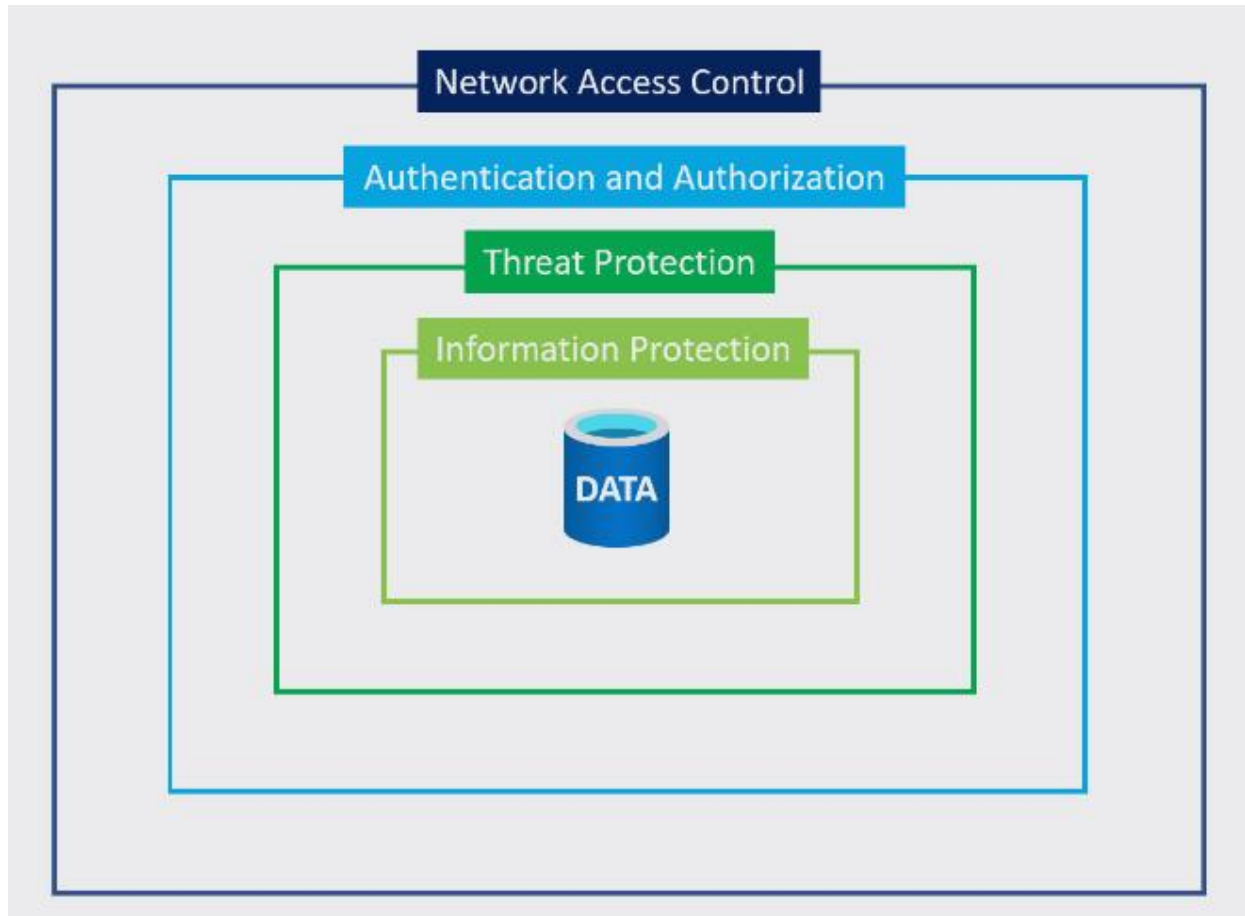 Network Access Control
Authentication and Authorization
Threat Protection
Information Protection
DATA